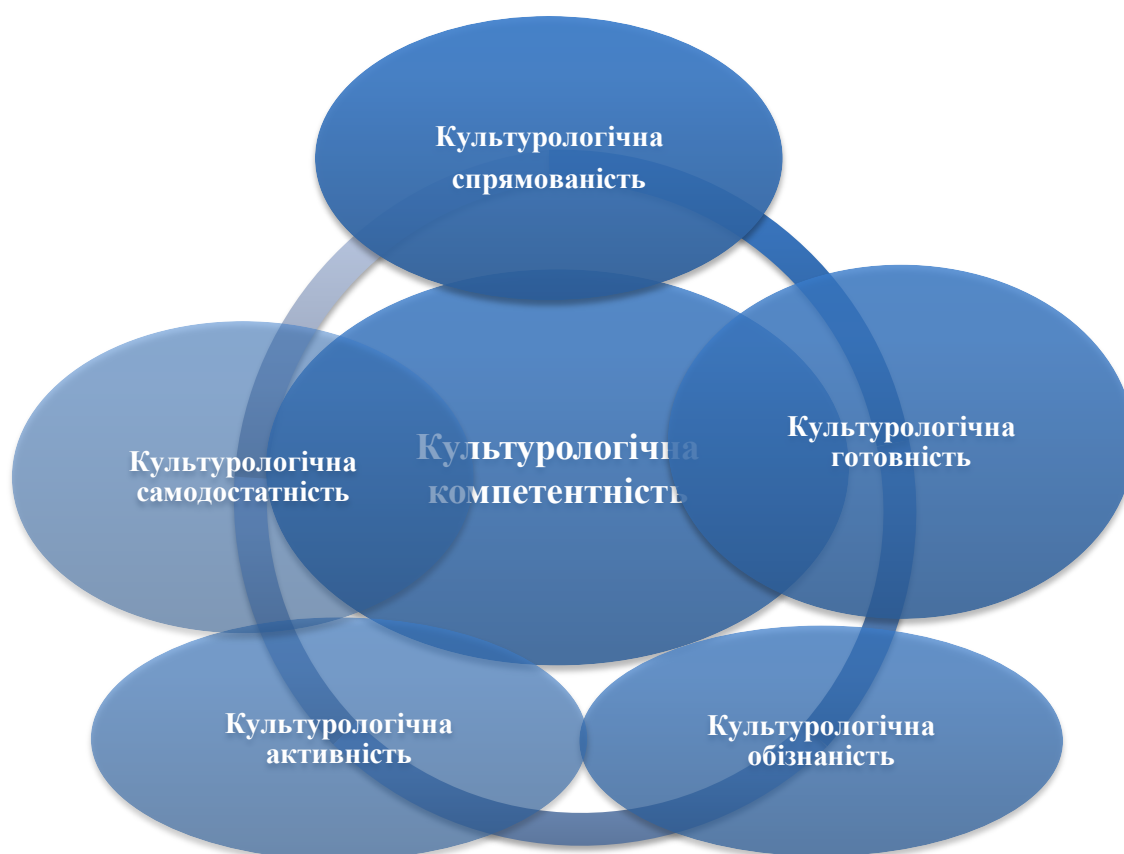 Культурологічна
спрямованість
Культурологічна
готовність
Культурологічна
компетентність
Культурологічна
самодостатність
Культурологічна
активність
Культурологічна
обізнаність